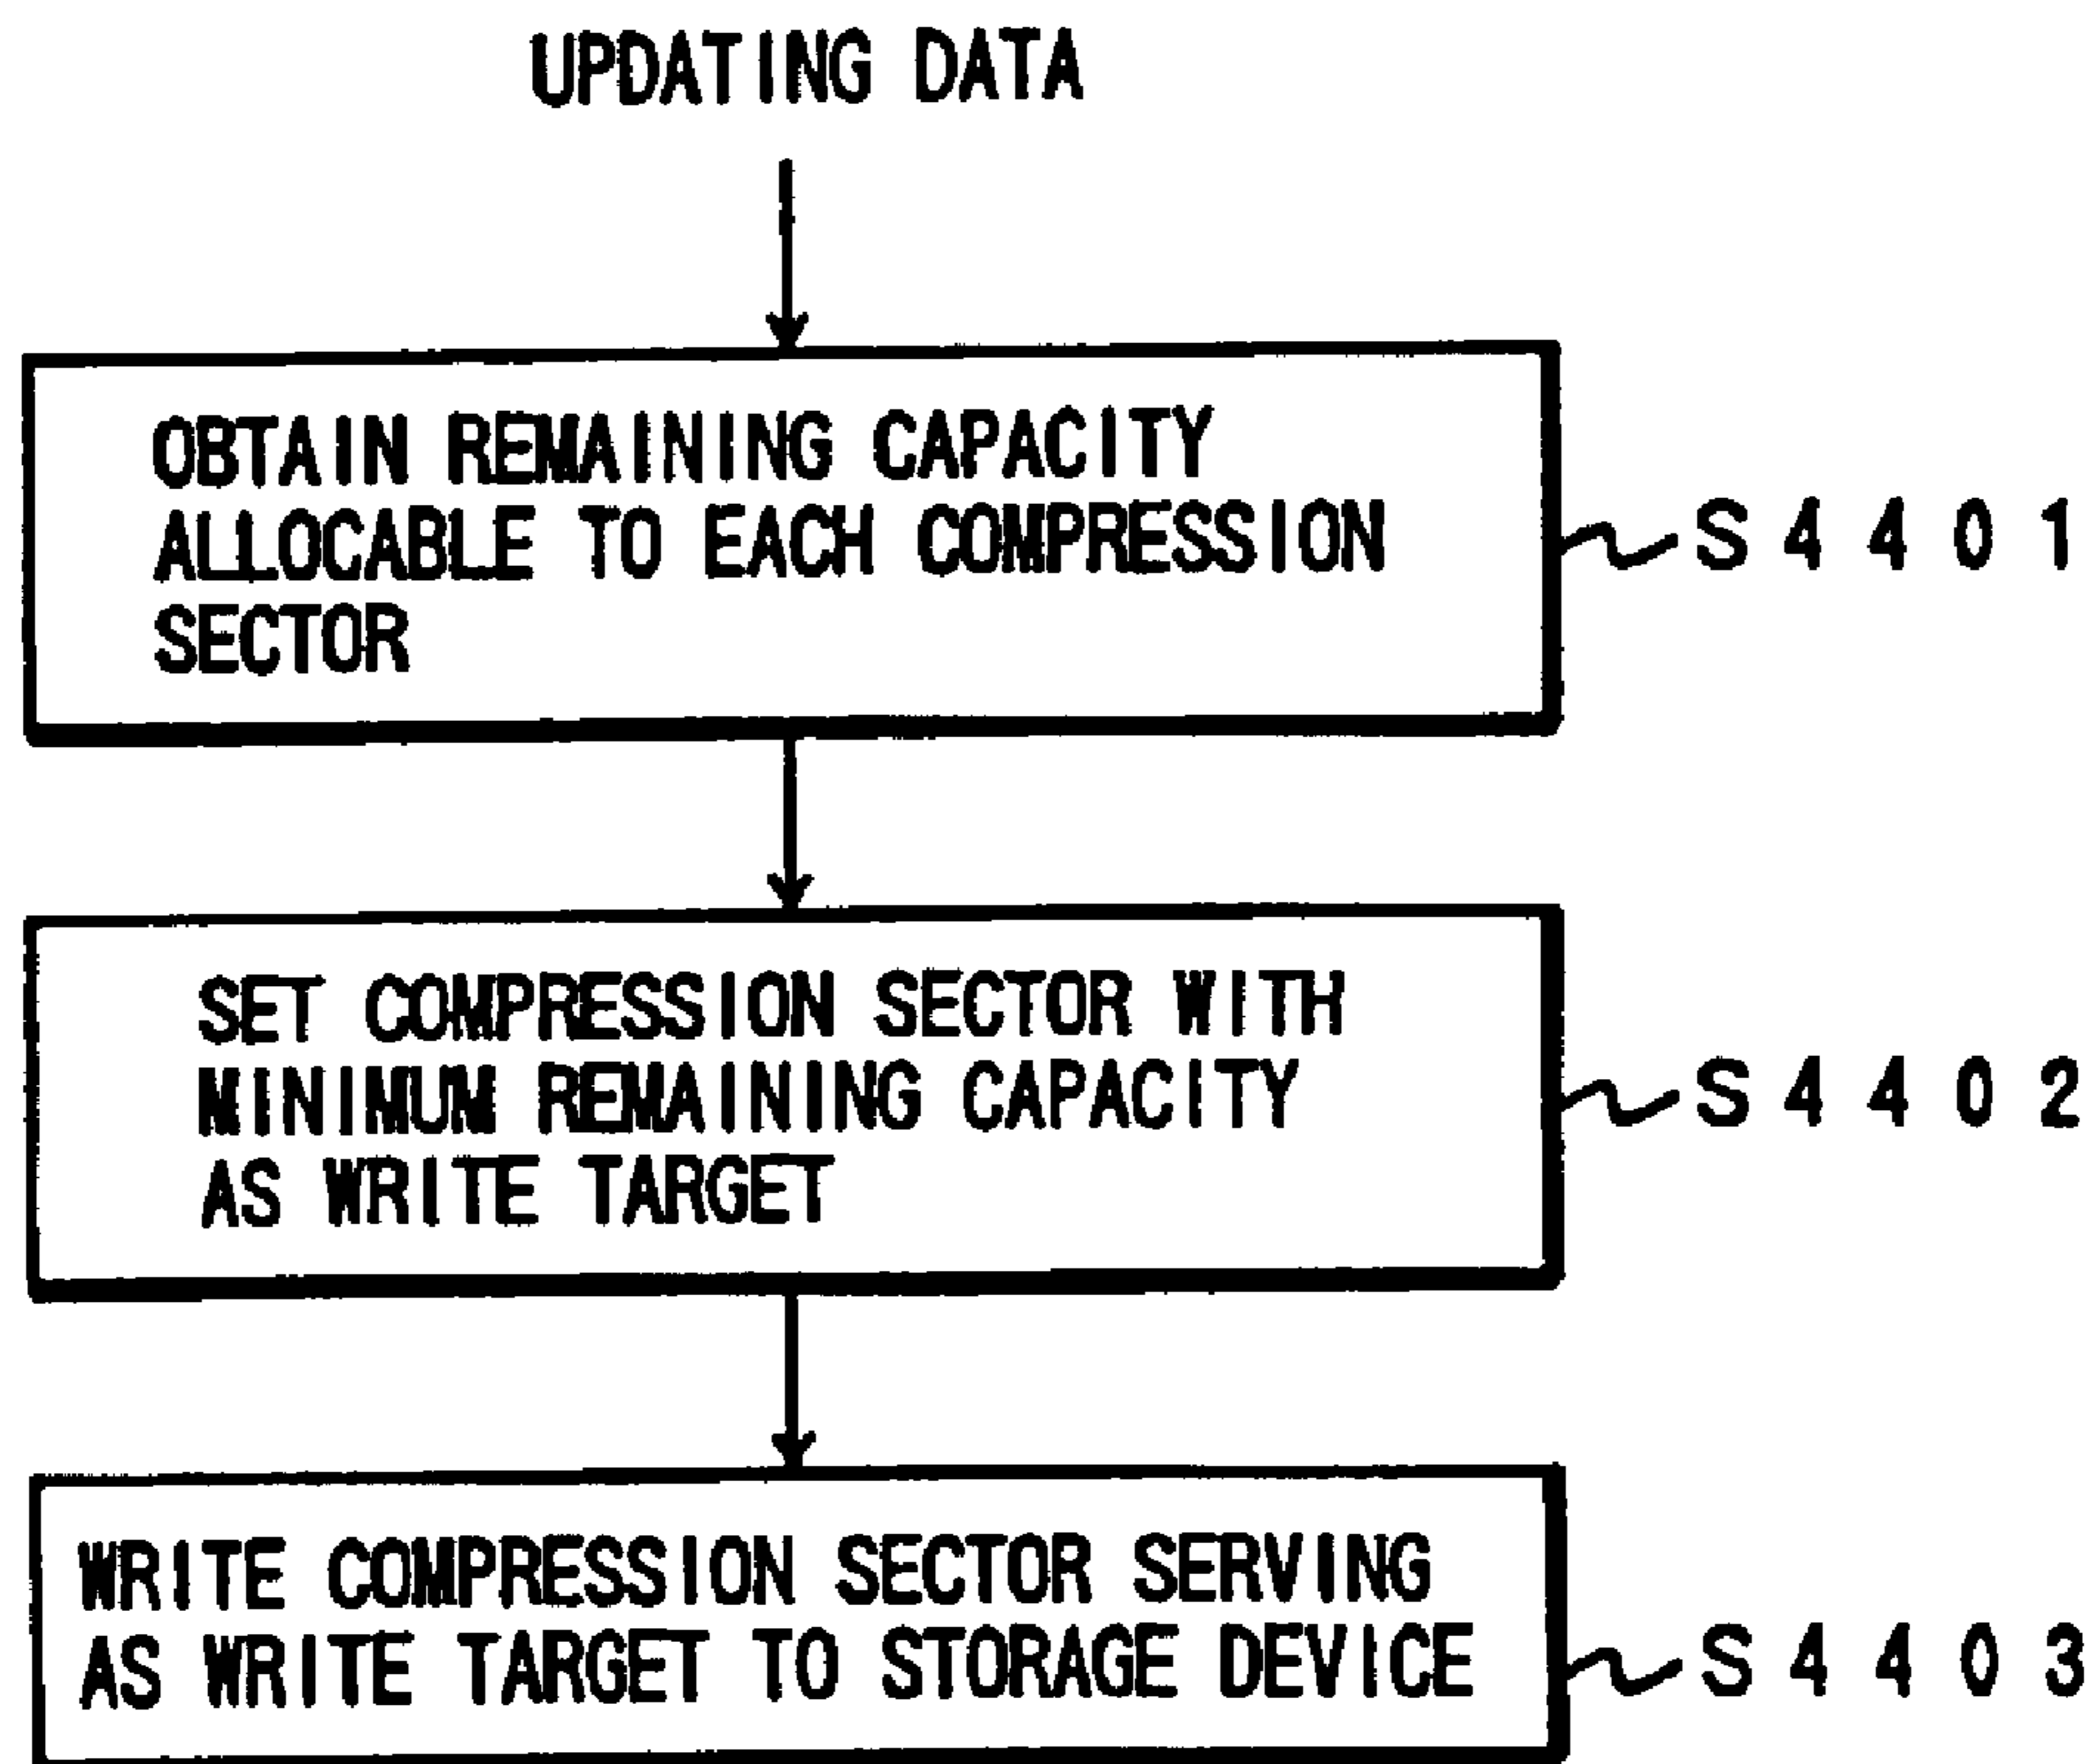 UPDATING DATA
OBTAIN REMAINING CAPACITY
ALLOCABLE TO EACH COMPRESSION
SECTOR
S4401
SET COMPRESSION SECTOR WITH
MINIMUM REMAINING CAPACITY
AS WRITE TARGET
S4402
WRITE COMPRESSION SECTOR SERVING
AS WRITE TARGET TO STORAGE DEVICE
S4403